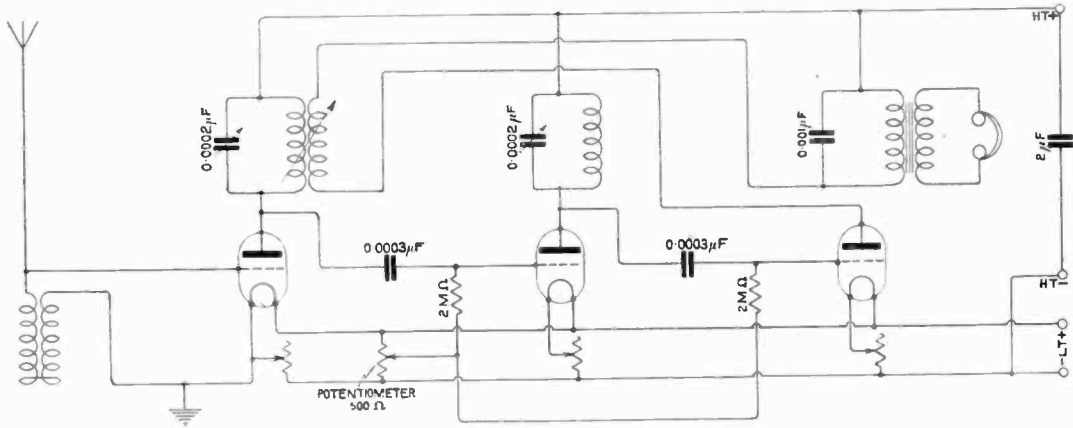 HT+
0·0002µF
0·0002µF
0·001µF
2µF
0·0003µF
0·0003µF
2MΩ
2MΩ
HT-
-LT+
POTENTIOMETER
500 Ω